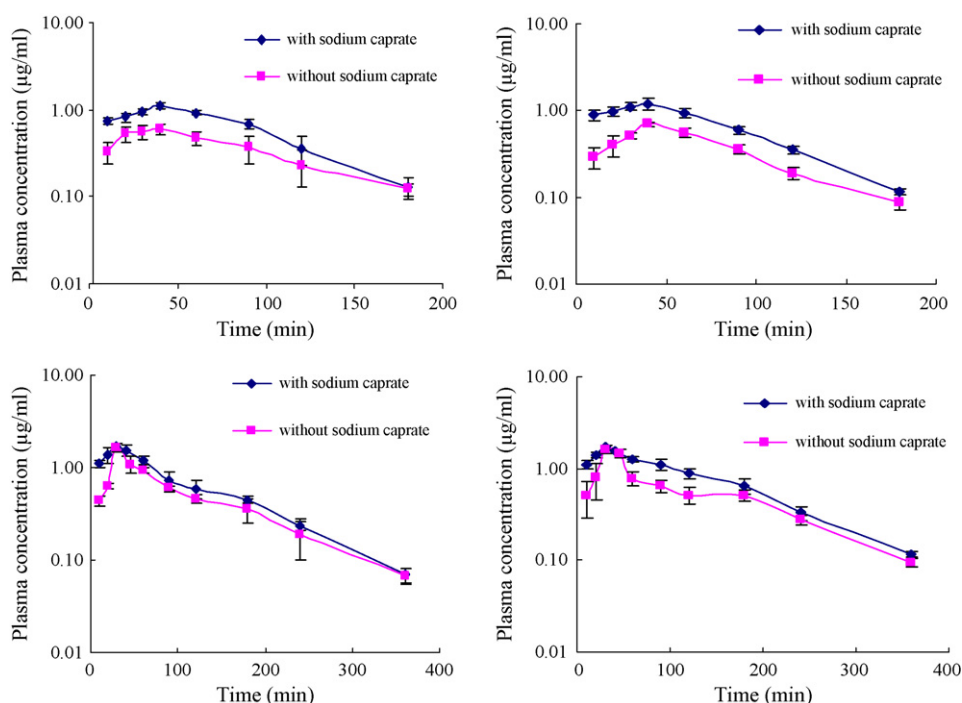 10.00
1.00
0.10
0.01
Plasma concentration (µg/ml)
with sodium caprate
without sodium caprate
0 50 100 150 200
Time (min)
10.00
1.00
0.10
0.01
Plasma concentration (µg/ml)
with sodium caprate
without sodium caprate
0 50 100 150 200
Time (min)
10.00
1.00
0.10
0.01
Plasma concentration (µg/ml)
with sodium caprate
without sodium caprate
0 100 200 300 400
Time (min)
10.00
1.00
0.10
0.01
Plasma concentration (µg/ml)
with sodium caprate
without sodium caprate
0 100 200 300 400
Time (min)